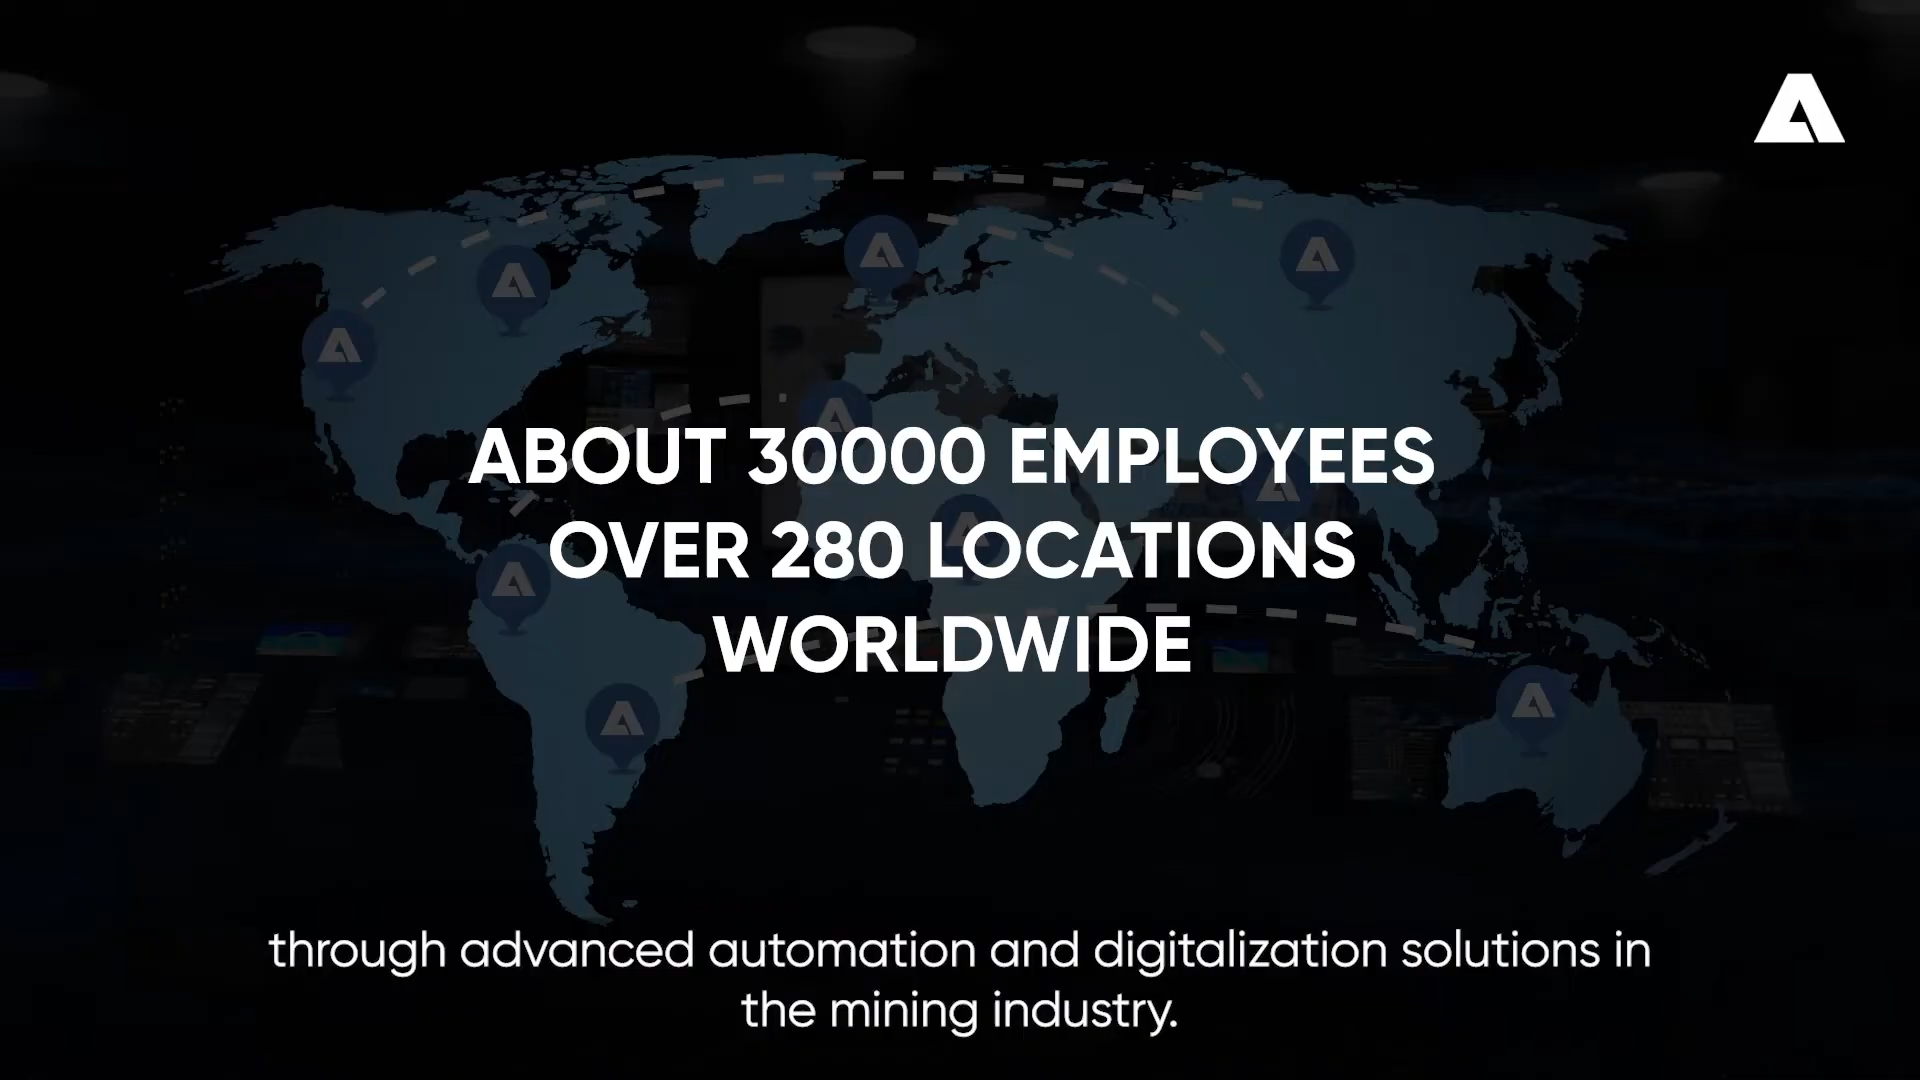 ABOUT 30000 EMPLOYEES
OVER 280 LOCATIONS
WORLDWIDE
through advanced automation and digitalization solutions in
the mining industry.